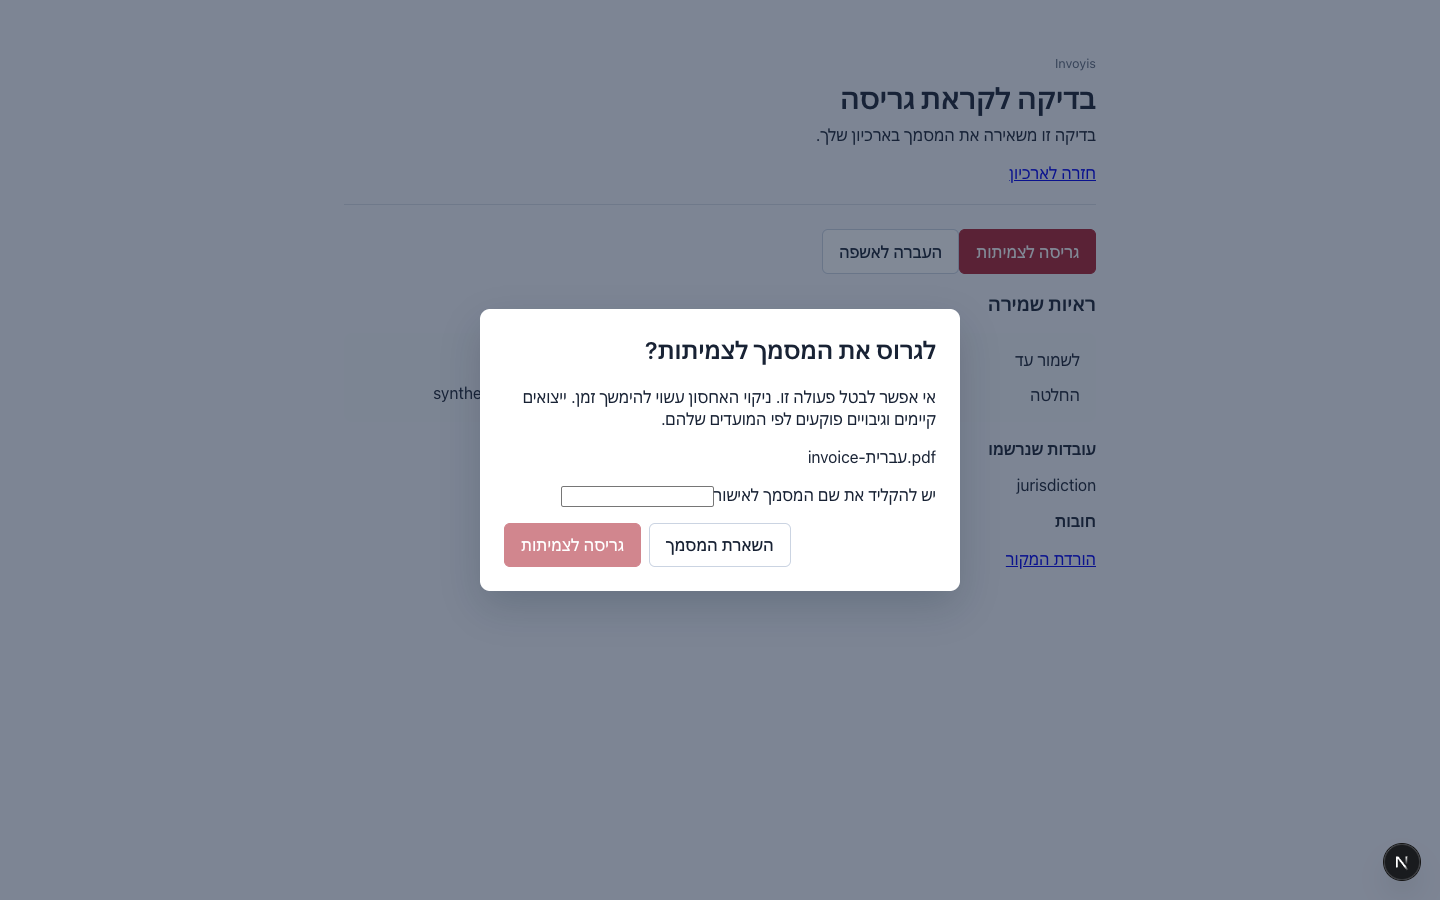 Invoyis
בדיקה לקראת גריסה
בדיקה זו משאירה את המסמך בארכיון שלך.
חזרה לארכיון
גריסה לצמיתות
העברה לאשפה
ראיות שמירה
לשמור עד
החלטה
synthe
עובדות שנרשמו
jurisdiction
חובות
הורדת המקור
לגרוס את המסמך לצמיתות?
אי אפשר לבטל פעולה זו. ניקוי האחסון עשוי להימשך זמן. ייצואים
קיימים וגיבויים פוקעים לפי המועדים שלהם.
invoice-עברית.pdf
יש להקליד את שם המסמך לאישור
השארת המסמך
גריסה לצמיתות